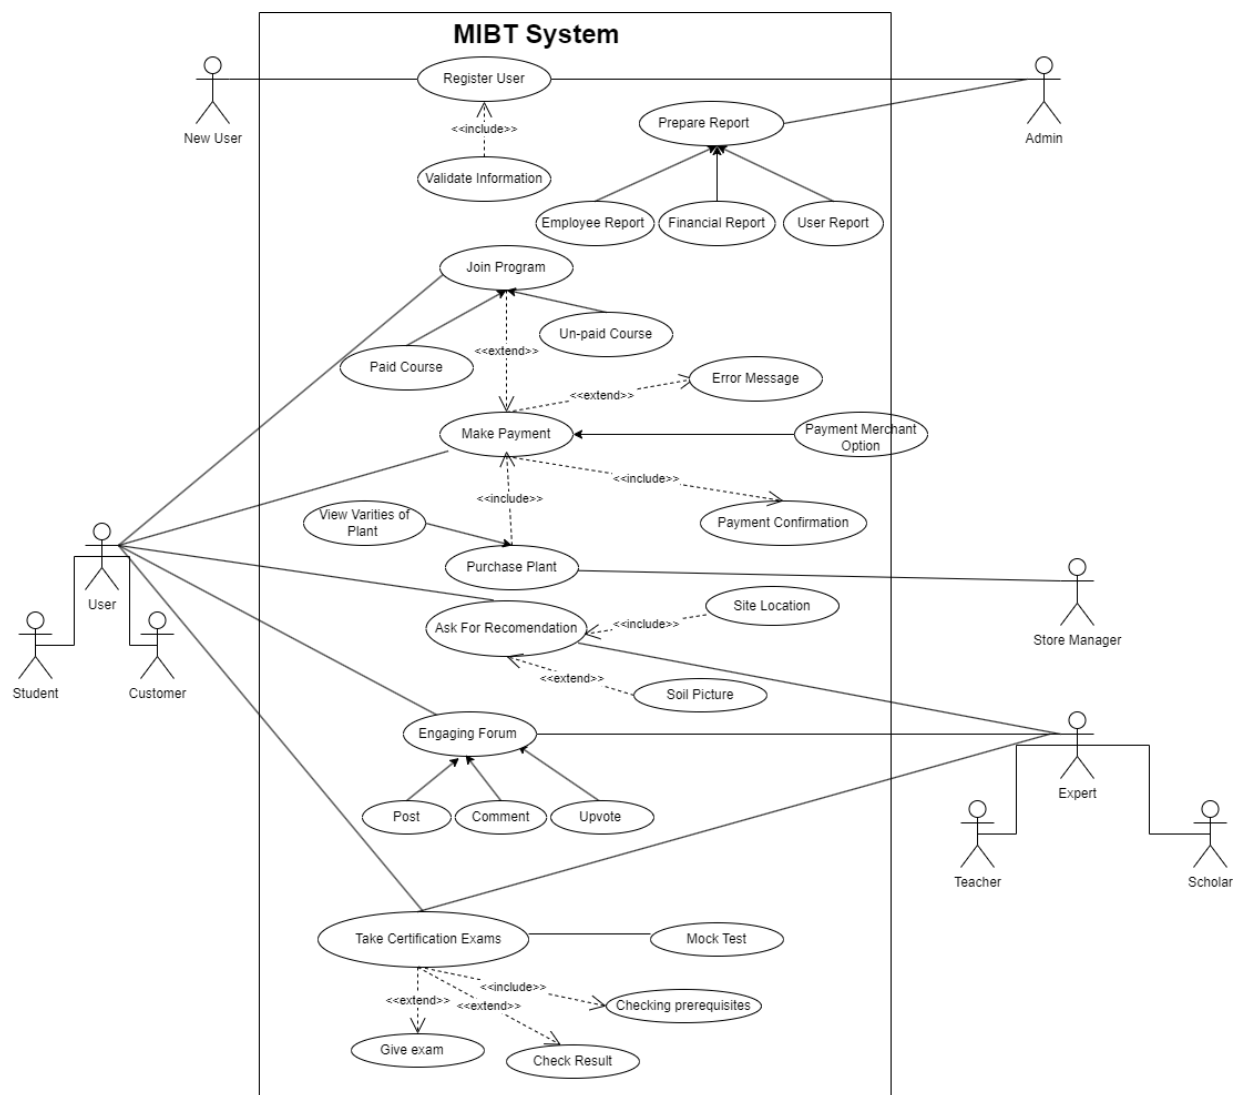 MIBT System
Register User
New User
Admin
Prepare Report
<<include>>
Validate Information
Employee Report
Financial Report
User Report
Join Program
Un-paid Course
<<extend>>
Paid Course
Error Message
<<extend>>
Make Payment
Payment Merchant
Option
<<include>>
<<include>>
View Varities of
Plant
Payment Confirmation
Purchase Plant
User
Site Location
<<include>>
Ask For Recomendation
Store Manager
<<extend>>
Student
Customer
Soil Picture
Engaging Forum
Expert
Post
Comment
Upvote
Teacher
Scholar
Take Certification Exams
Mock Test
<<include>>
<<extend>>
<<extend>>
Checking prerequisites
Give exam
Check Result